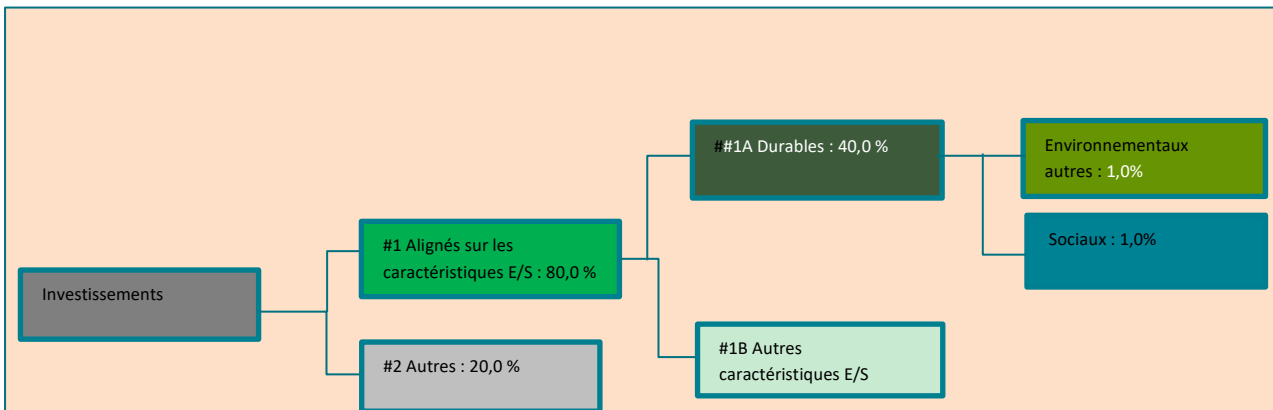 ##1A Durables : 40,0 %
Environnementaux
autres : 1,0%
#1 Alignés sur les
caractéristiques E/S : 80,0 %
Sociaux : 1,0%
Investissements
#2 Autres : 20,0 %
#1B Autres
caractéristiques E/S